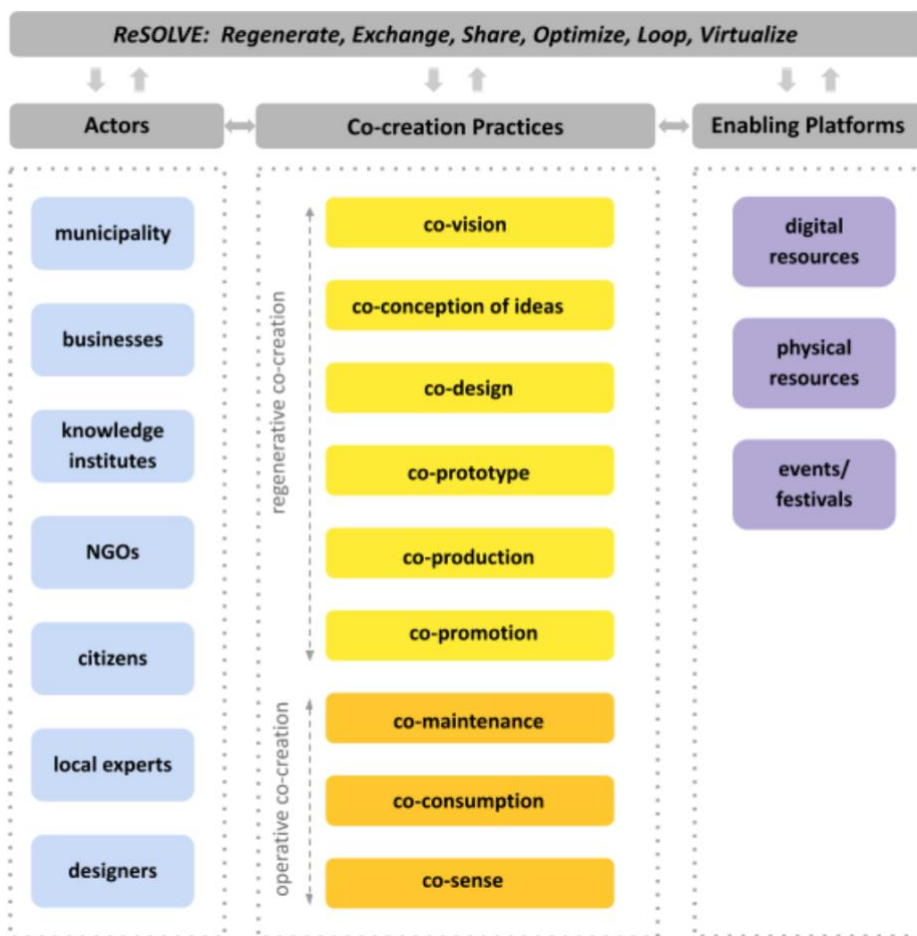 ReSOLVE: Regenerate, Exchange, Share, Optimize, Loop, Virtualize
Actors
Co-creation Practices
Enabling Platforms
municipality
businesses
knowledge
institutes
NGOs
citizens
local experts
designers
regenerative co-creation
operative co-creation
co-vision
co-conception of ideas
co-design
co-prototype
co-production
co-promotion
co-maintenance
co-consumption
co-sense
digital
resources
physical
resources
events/
festivals